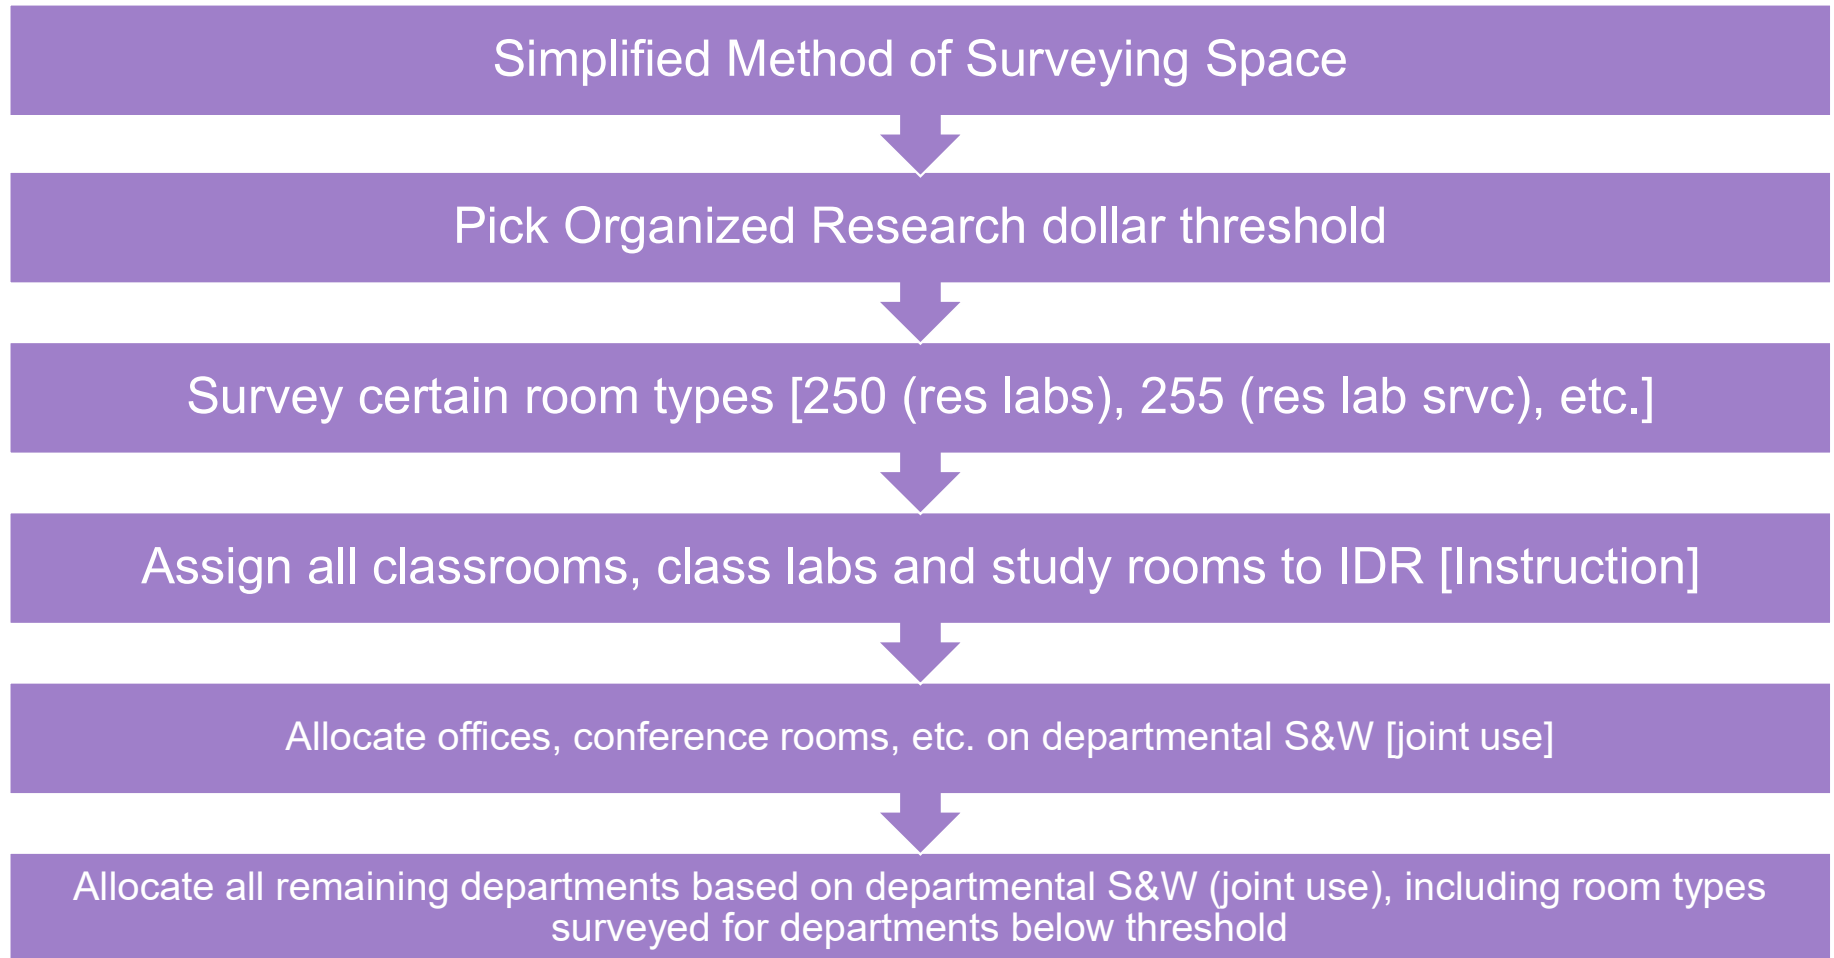 Simplified Method of Surveying Space
Pick Organized Research dollar threshold
Survey certain room types [250 (res labs), 255 (res lab srvc), etc.]
Assign all classrooms, class labs and study rooms to IDR [Instruction]
Allocate offices, conference rooms, etc. on departmental S&W [joint use]
Allocate all remaining departments based on departmental S&W (joint use), including room types
surveyed for departments below threshold